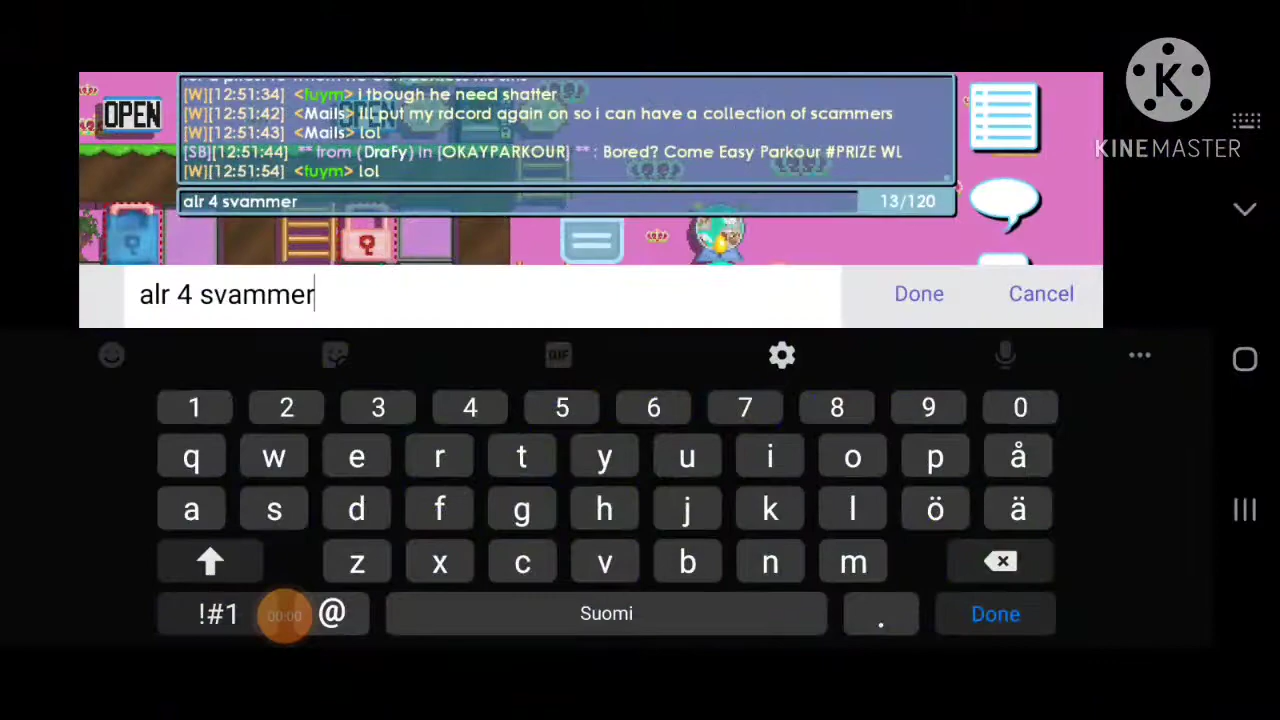 OPEN
[W][12:51:34] <fuym> i tbough he need shatter
[W][12:51:42] <Mails> Ill put my rdcord again on so i can have a collection of scammers
[W][12:51:43] <Mails> lol
[SB][12:51:44] ** from (DraFy) in [OKAYPARKOUR] ** : Bored? Come Easy Parkour #PRIZE WL
[W][12:51:54] <fuym> lol
alr 4 svammer 13/120
K
KINEMASTER
alr 4 svammer Done Cancel
GIF
1 2 3 4 5 6 7 8 9 0
q w e r t y u i o p å
a s d f g h j k l ö ä
z x c v b n m
!#1 00:00 @ Suomi . Done